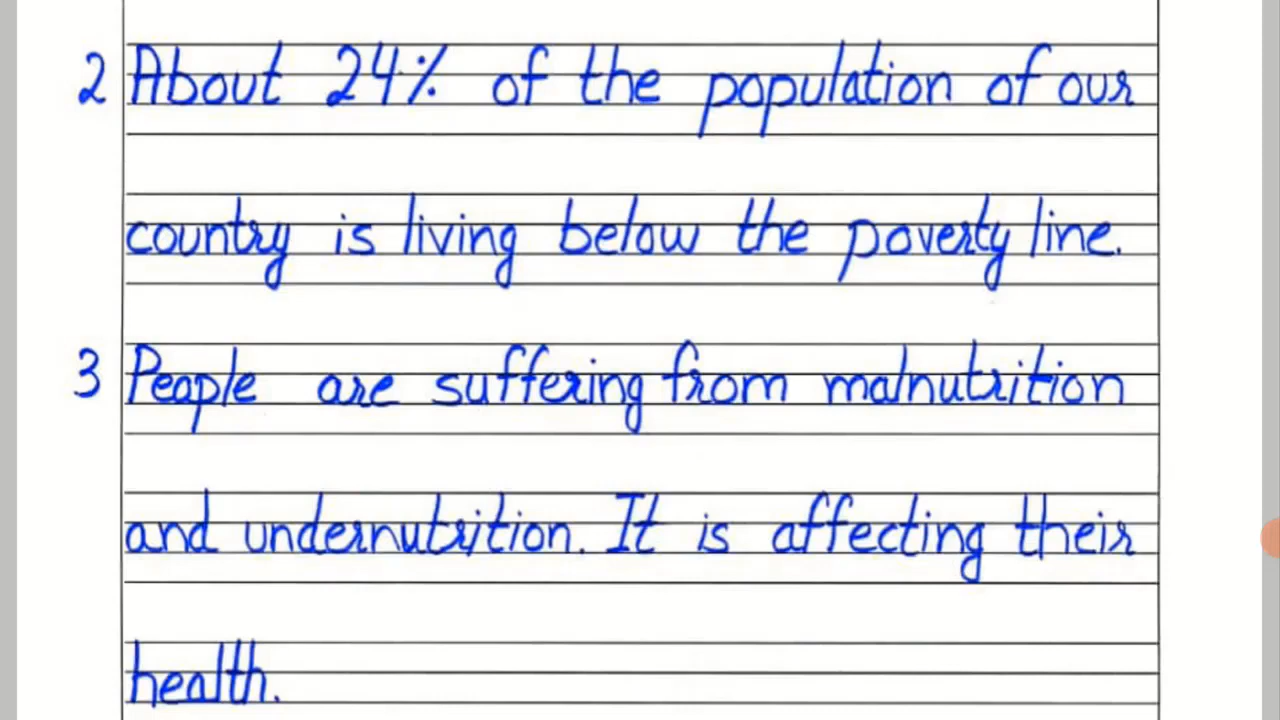 2 About 24% of the population of our
country is living below the poverty line.
3 People are suffering from malnutrition
and undernutrition. It is affecting their
health.